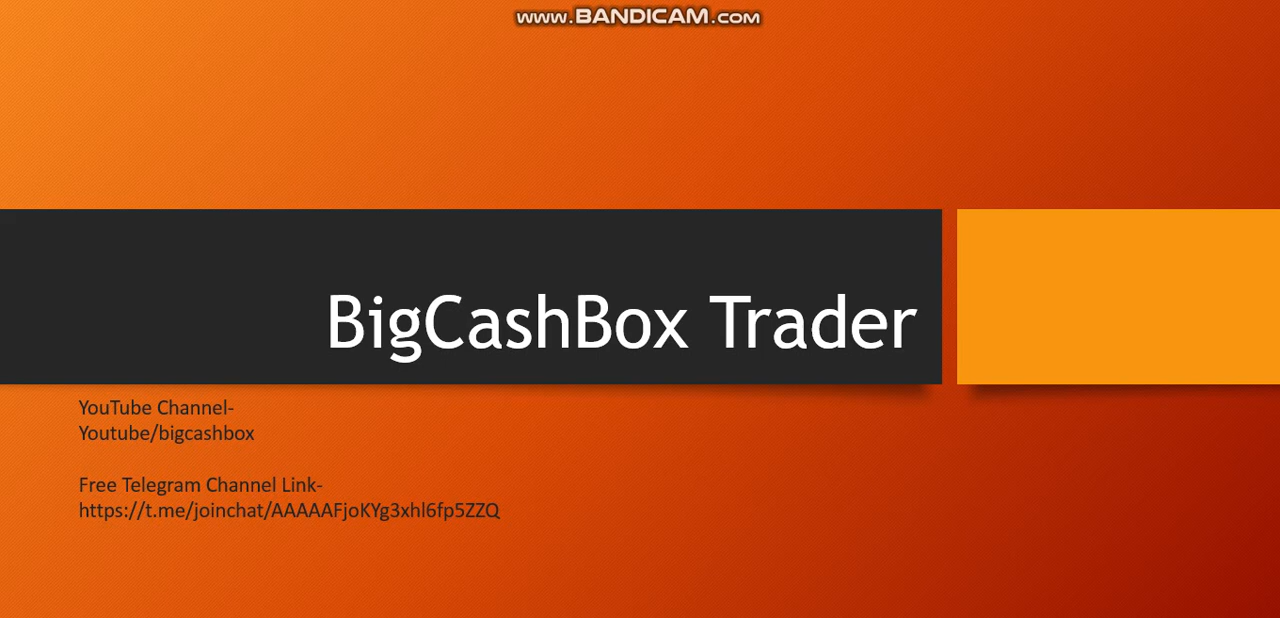 www.BANDICAM.com
BigCashBox Trader
YouTube Channel-
Youtube/bigcashbox
Free Telegram Channel Link-
https://t.me/joinchat/AAAAAFjoKYg3xhl6fp5ZZQ